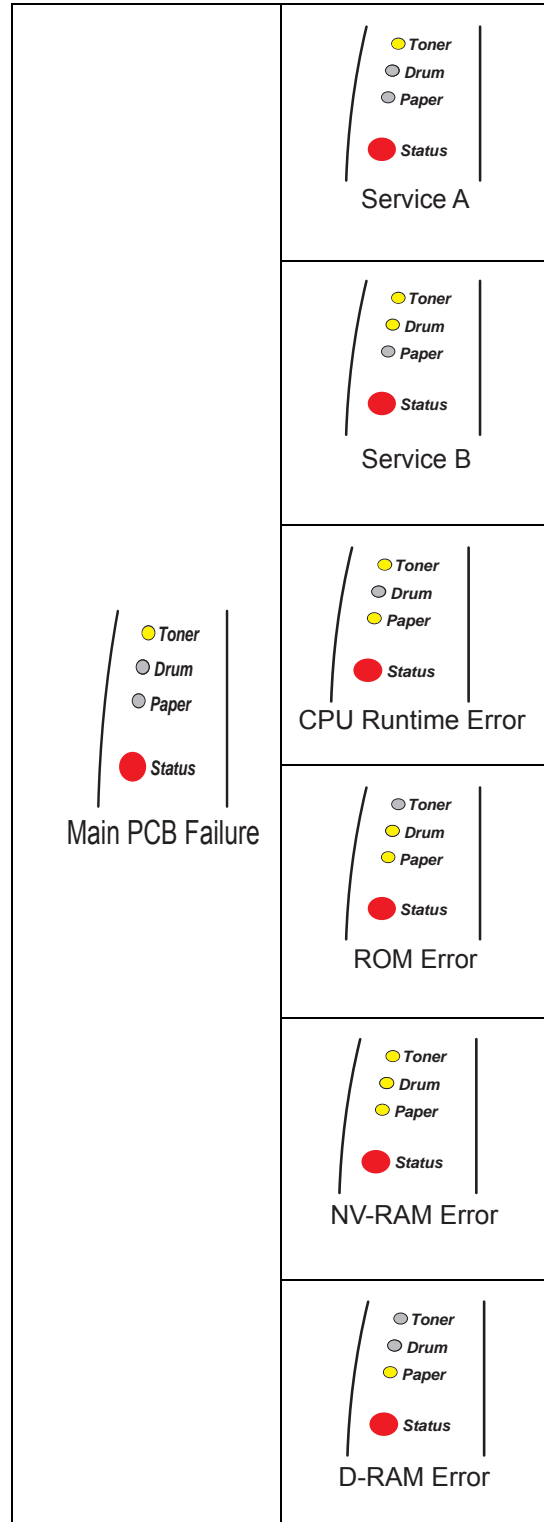 Toner
Drum
Paper
Status
Main PCB Failure
Toner
Drum
Paper
Status
Service A
Toner
Drum
Paper
Status
Service B
Toner
Drum
Paper
Status
CPU Runtime Error
Toner
Drum
Paper
Status
ROM Error
Toner
Drum
Paper
Status
NV-RAM Error
Toner
Drum
Paper
Status
D-RAM Error